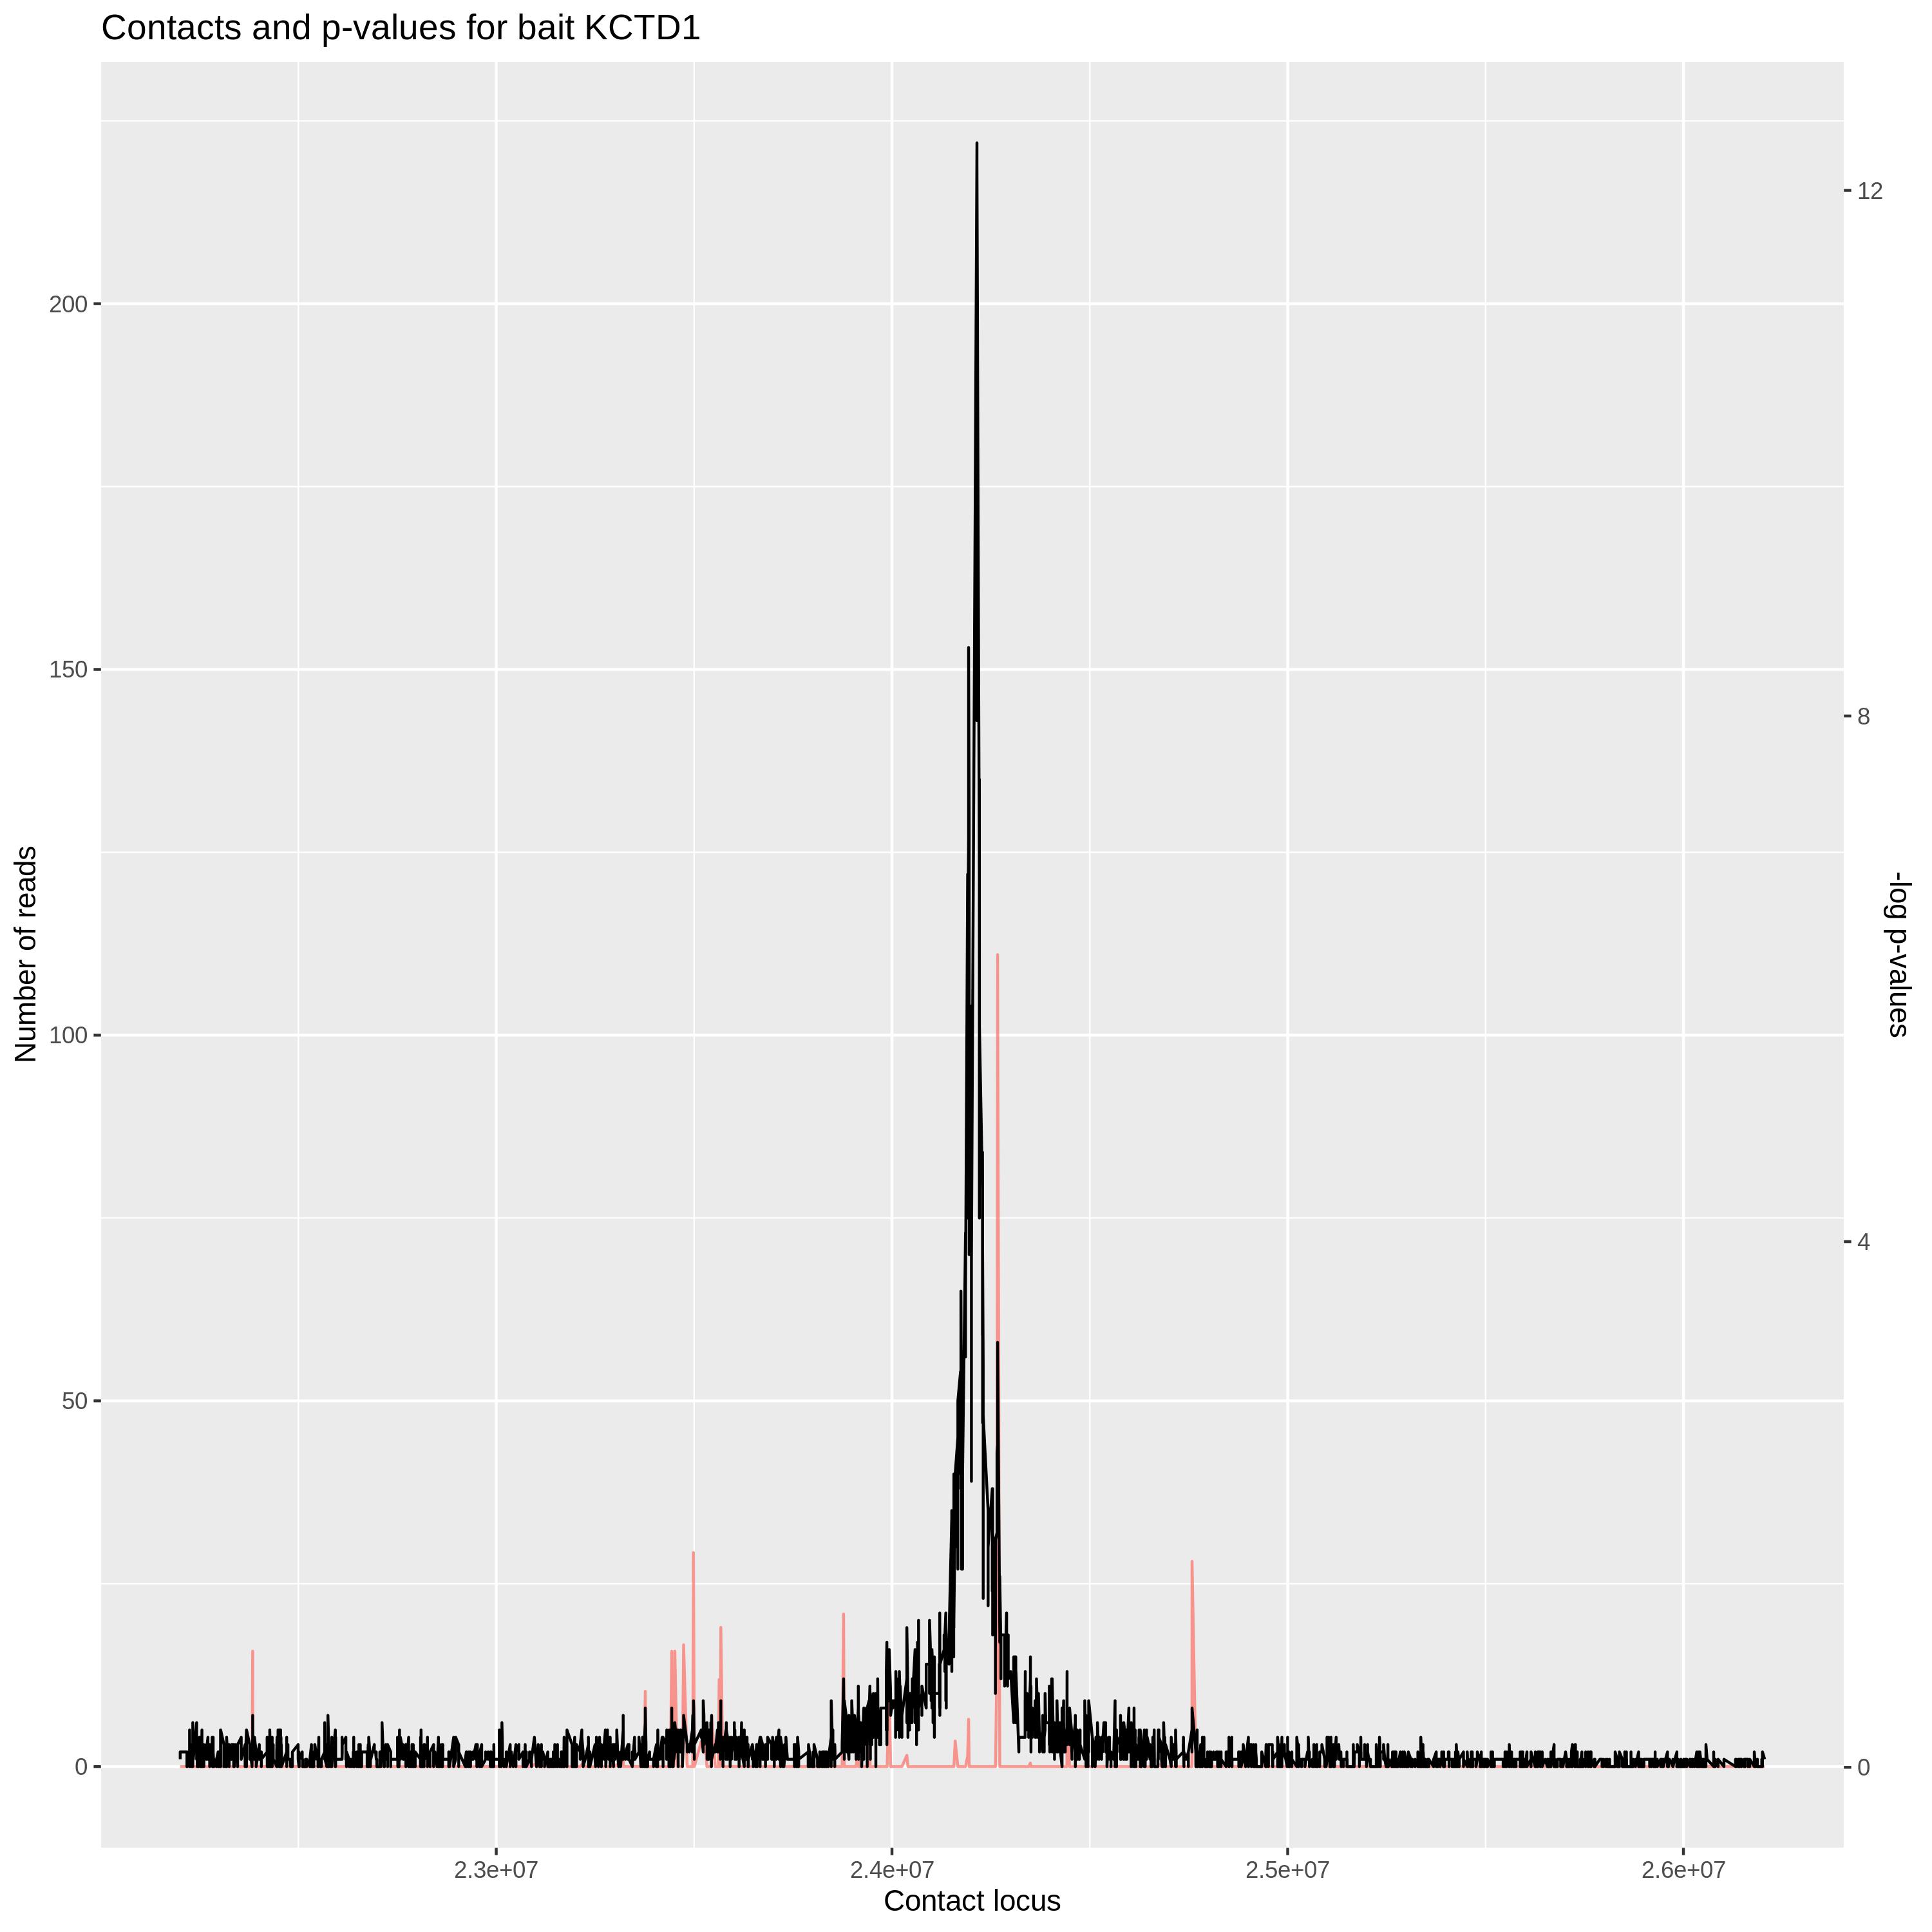 Contacts and p-values for bait KCTD1
Number of reads
200
150
100
50
0
12
8
4
0
-log p-values
2.3e+07
2.4e+07
2.5e+07
2.6e+07
Contact locus